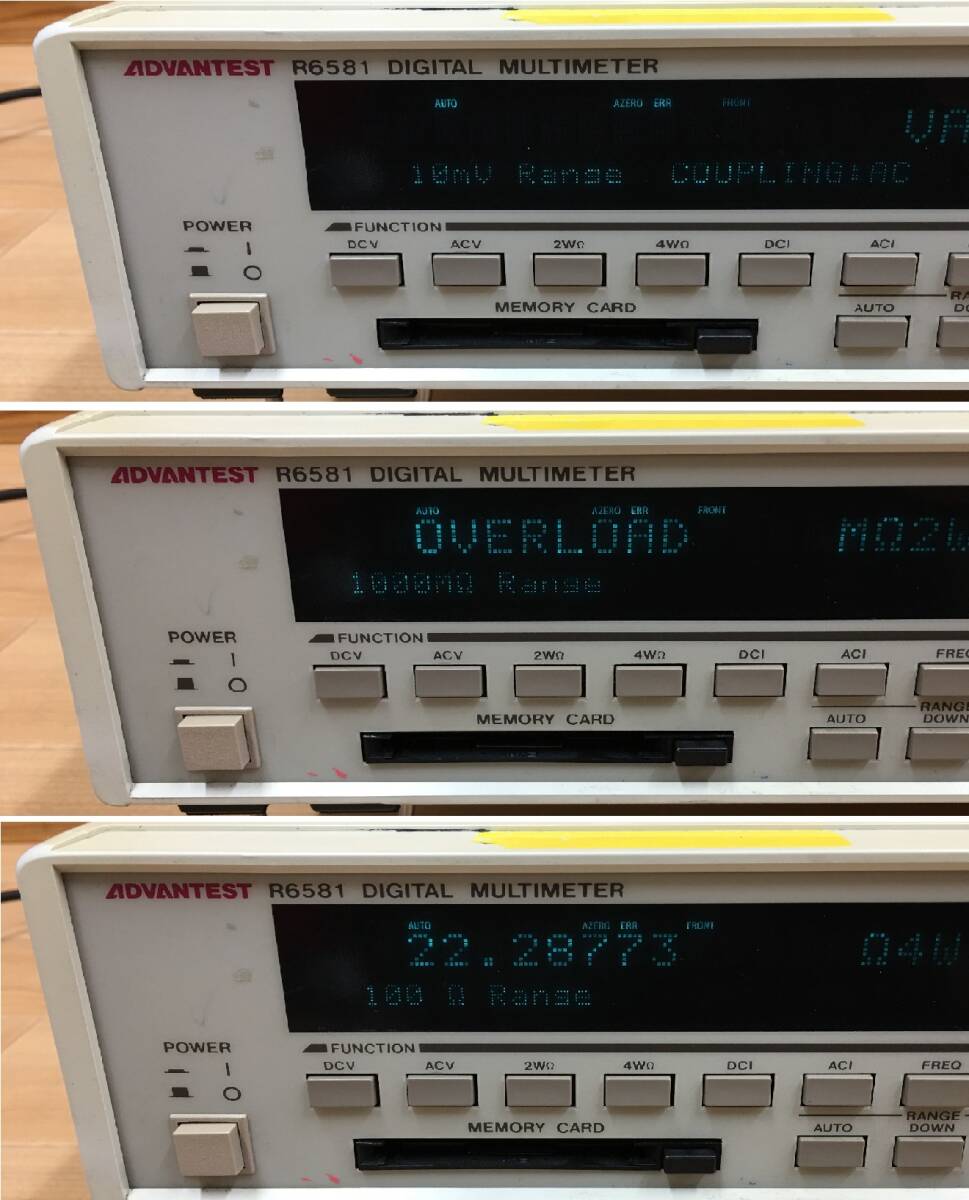 ADVANTEST R6581 DIGITAL MULTIMETER
AUTO AZERO ERR FRONT
VA
10mV Range COUPLING:AC
POWER
FUNCTION
DCV ACV 2WΩ 4WΩ DCI ACI
MEMORY CARD
AUTO
ADVANTEST R6581 DIGITAL MULTIMETER
AUTO AZERO ERR FRONT
OVERLOAD MΩ2W
1000MΩ Range
POWER
FUNCTION
DCV ACV 2WΩ 4WΩ DCI ACI FREQ
MEMORY CARD
RANGE
AUTO DOWN
ADVANTEST R6581 DIGITAL MULTIMETER
AUTO AZERO ERR FRONT
22.28773 Ω4W
100 Ω Range
POWER
FUNCTION
DCV ACV 2WΩ 4WΩ DCI ACI FREQ
MEMORY CARD
RANGE
AUTO DOWN